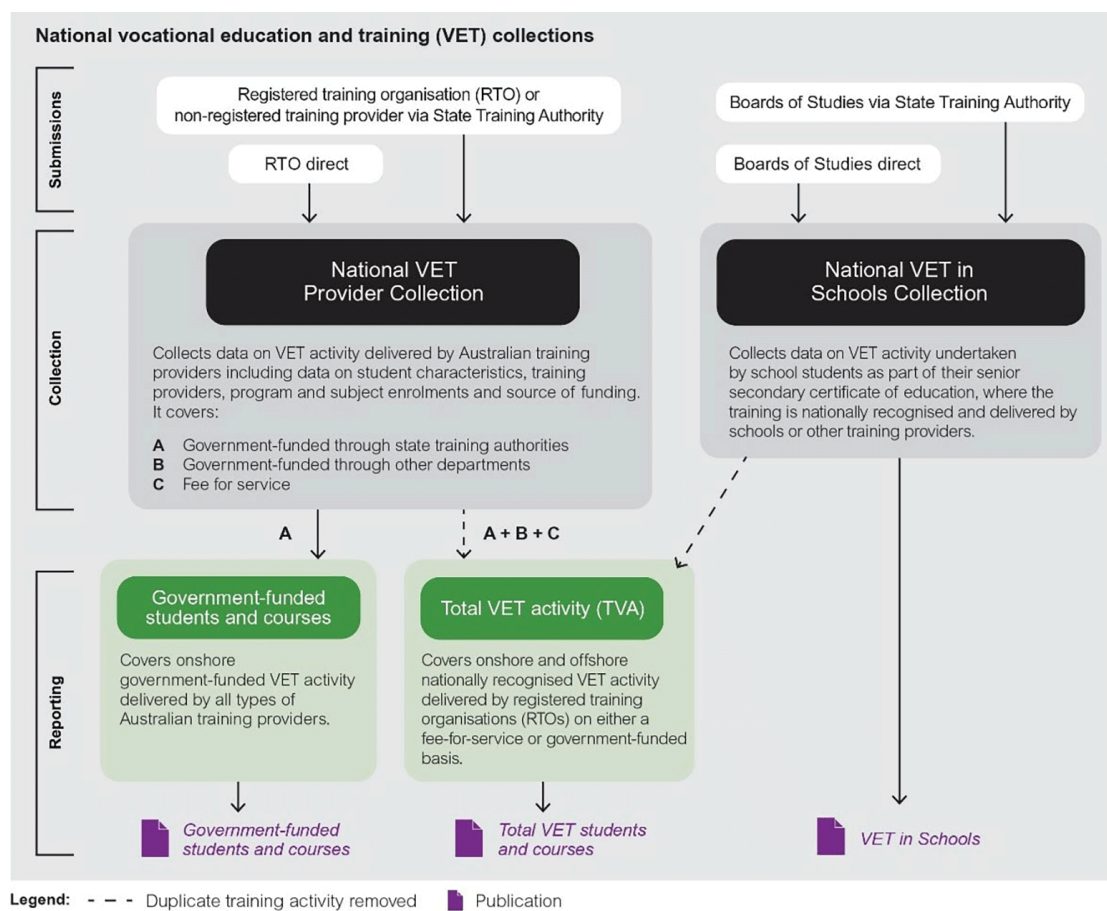 National vocational education and training (VET) collections
Submissions
Registered training organisation (RTO) or
non-registered training provider via State Training Authority
RTO direct
Boards of Studies via State Training Authority
Boards of Studies direct
Collection
National VET
Provider Collection
Collects data on VET activity delivered by Australian training
providers including data on student characteristics, training
providers, program and subject enrolments and source of funding.
It covers:
A Government-funded through state training authorities
B Government-funded through other departments
C Fee for service
National VET in
Schools Collection
Collects data on VET activity undertaken
by school students as part of their senior
secondary certificate of education, where the
training is nationally recognised and delivered by
schools or other training providers.
A
A + B + C
Reporting
Government-funded
students and courses
Covers onshore
government-funded VET activity
delivered by all types of
Australian training providers.
Total VET activity (TVA)
Covers onshore and offshore
nationally recognised VET activity
delivered by registered training
organisations (RTOs) on either a
fee-for-service or government-funded
basis.
Government-funded
students and courses
Total VET students
and courses
VET in Schools
Legend: - - - Duplicate training activity removed
Publication